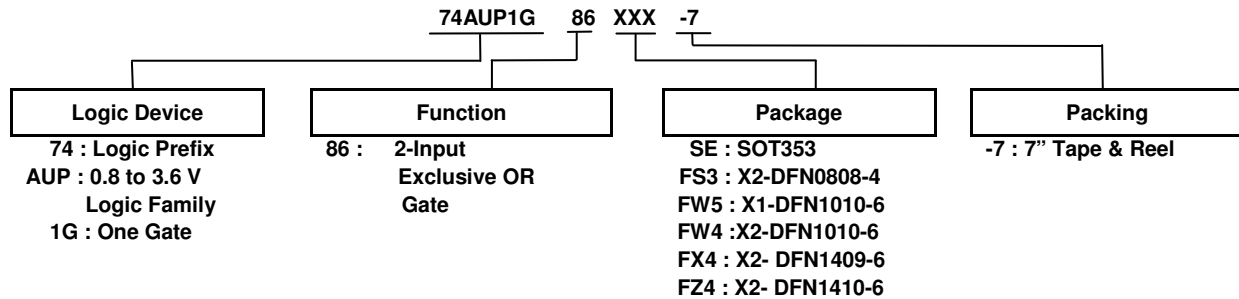 74AUP1G 86 XXX -7
Logic Device
74 : Logic Prefix
AUP : 0.8 to 3.6 V
Logic Family
1G : One Gate
Function
86 : 2-Input
Exclusive OR
Gate
Package
SE : SOT353
FS3 : X2-DFN0808-4
FW5 : X1-DFN1010-6
FW4 :X2-DFN1010-6
FX4 : X2- DFN1409-6
FZ4 : X2- DFN1410-6
Packing
-7 : 7” Tape & Reel